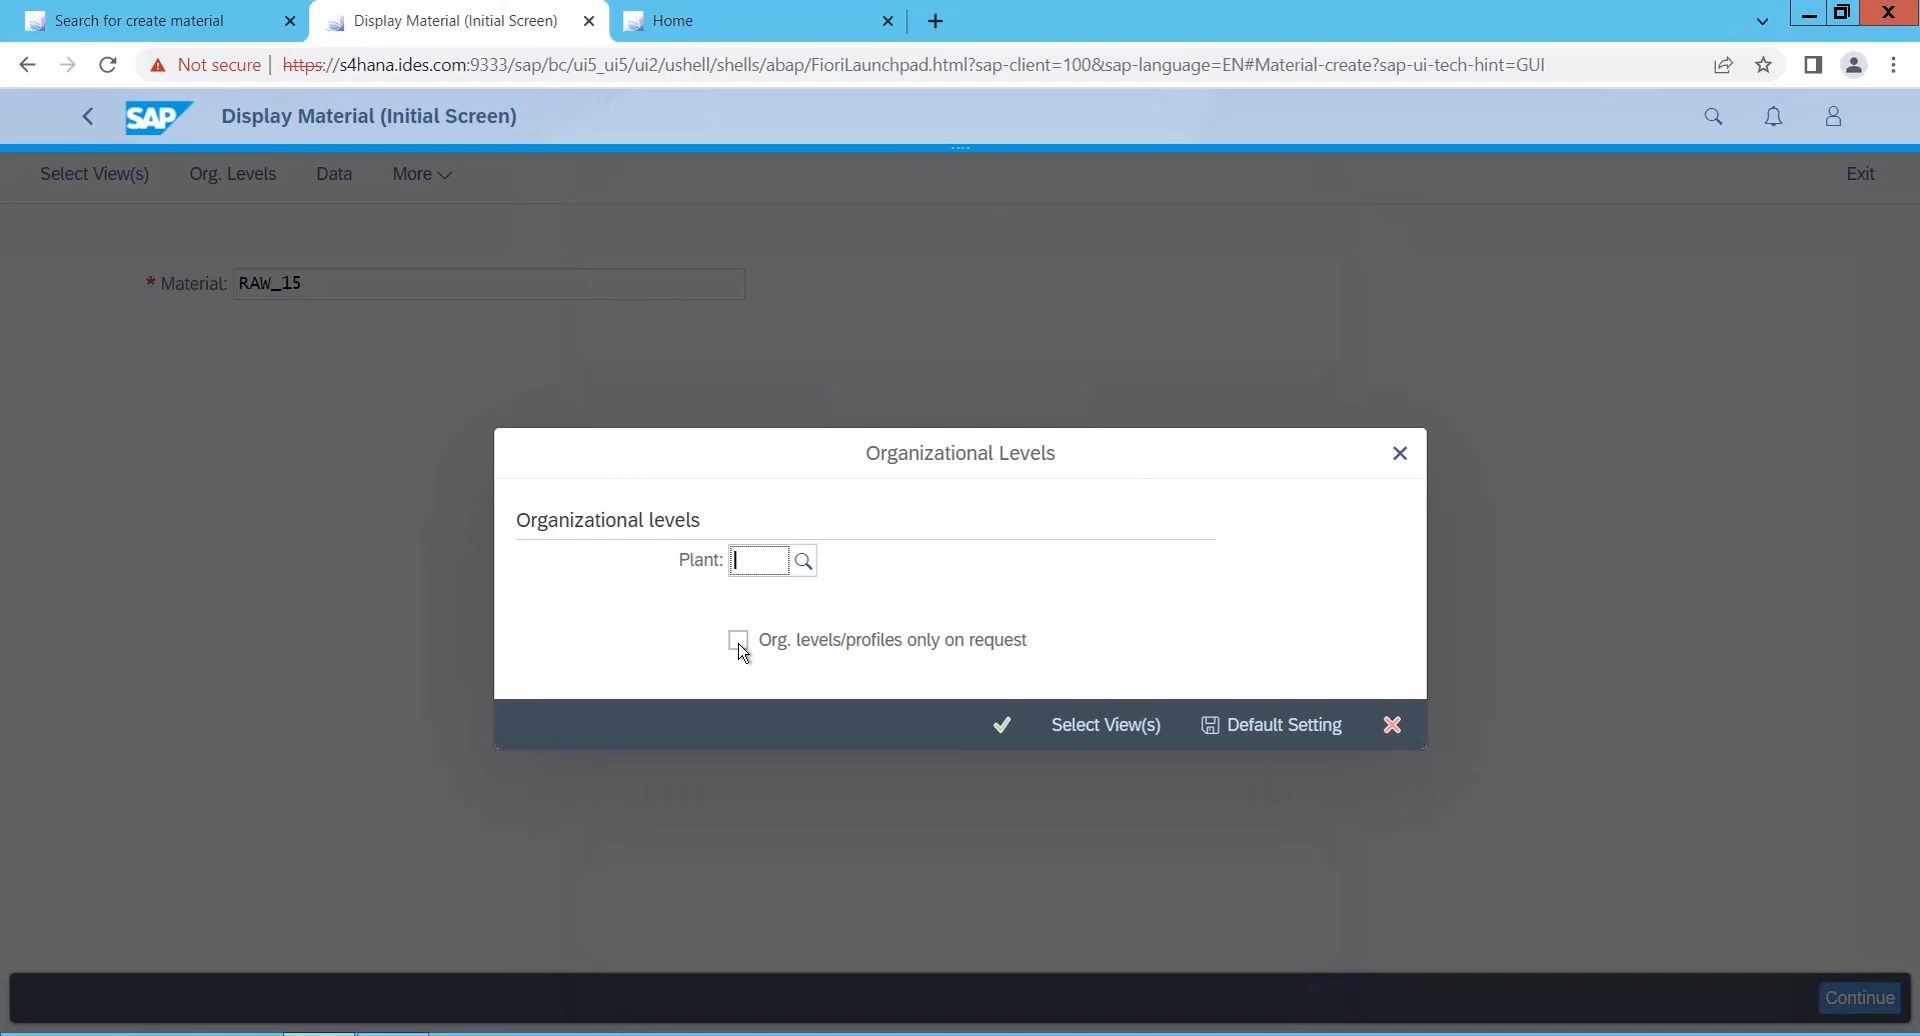 Search for create material
Display Material (Initial Screen)
Home
Not secure
https://s4hana.ides.com:9333/sap/bc/ui5_ui5/ui2/ushell/shells/abap/FioriLaunchpad.html?sap-client=100&sap-language=EN#Material-create?sap-ui-tech-hint=GUI
SAP
Display Material (Initial Screen)
Select View(s)
Org. Levels
Data
More
Exit
* Material: RAW_15
Organizational Levels
Organizational levels
Plant:
Org. levels/profiles only on request
Select View(s)
Default Setting
Continue